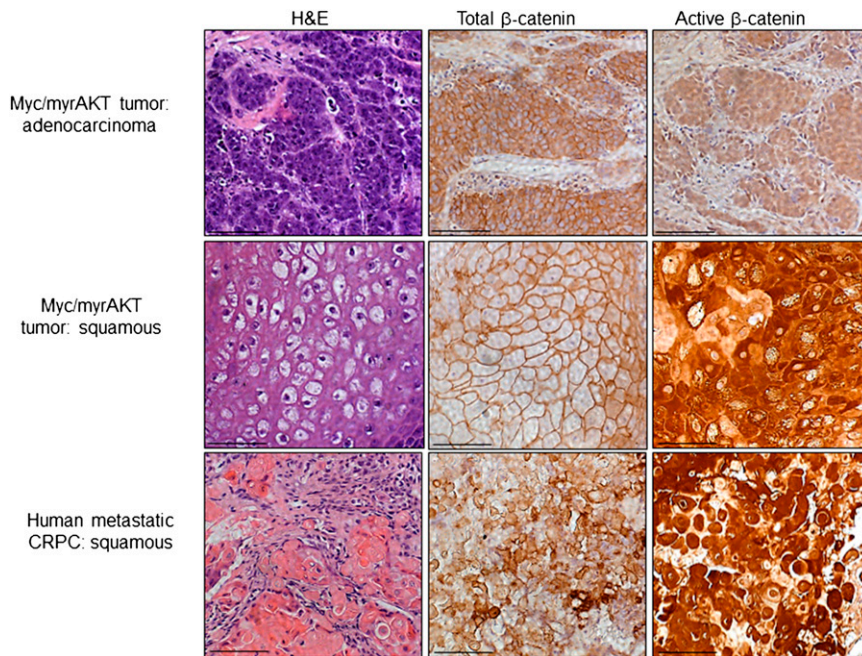 H&E
Total β-catenin
Active β-catenin
Myc/myrAKT tumor:
adenocarcinoma
Myc/myrAKT
tumor: squamous
Human metastatic
CRPC: squamous